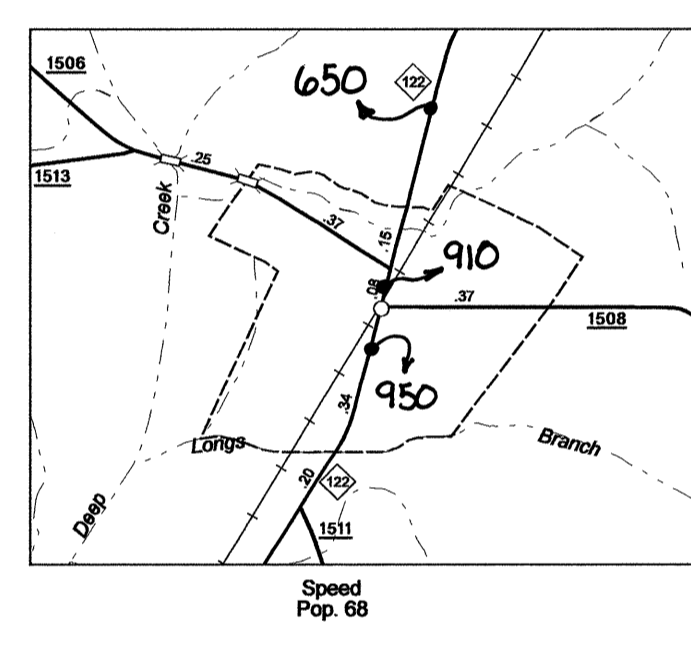 1506
650
122
.25
1513
Creek
.37
.15
910
.08
.37
1508
950
.34
Longs
Branch
.20
122
Deep
1511
Speed
Pop. 68